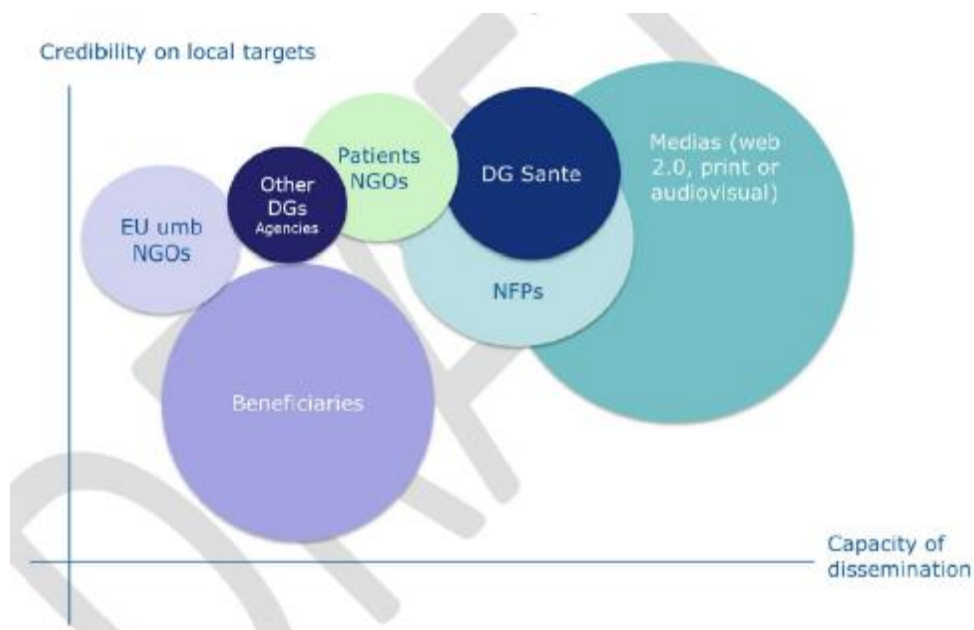 Credibility on local targets
Medias (web
2.0, print or
audiovisual)
Patients
NGOs
DG Sante
Other
DGs
Agencies
EU umb
NGOs
NFPs
Beneficiaries
Capacity of
dissemination
DRAFT